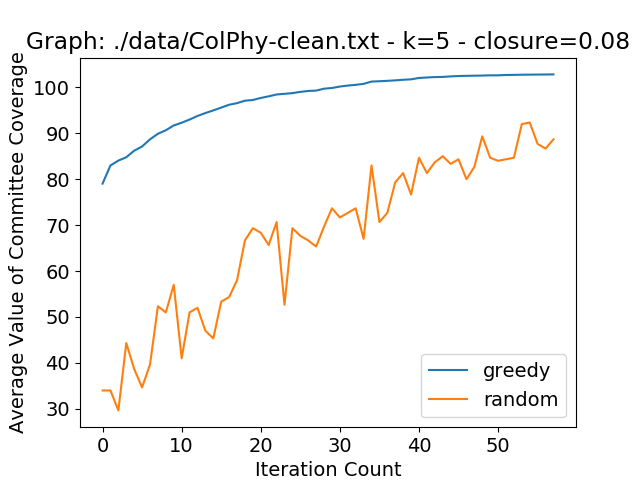 Graph: ./data/ColPhy-clean.txt - k=5 - closure=0.08
Average Value of Committee Coverage
100
90
80
70
60
50
40
30
greedy
random
0 10 20 30 40 50
Iteration Count